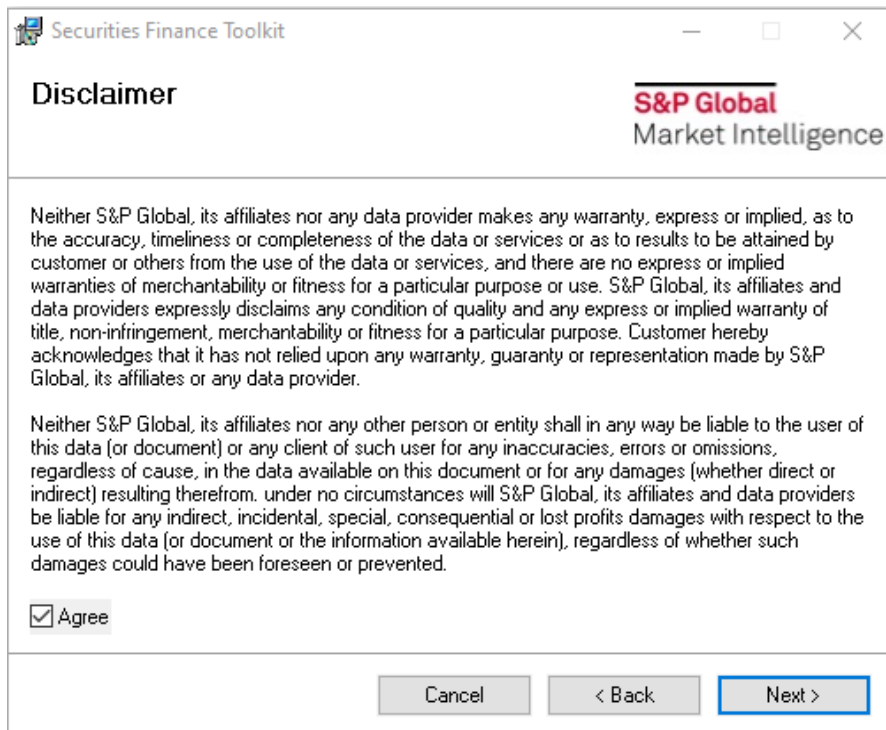 Securities Finance Toolkit
Disclaimer
S&P Global
Market Intelligence
Neither S&P Global, its affiliates nor any data provider makes any warranty, express or implied, as to
the accuracy, timeliness or completeness of the data or services or as to results to be attained by
customer or others from the use of the data or services, and there are no express or implied
warranties of merchantability or fitness for a particular purpose or use. S&P Global, its affiliates and
data providers expressly disclaims any condition of quality and any express or implied warranty of
title, non-infringement, merchantability or fitness for a particular purpose. Customer hereby
acknowledges that it has not relied upon any warranty, guaranty or representation made by S&P
Global, its affiliates or any data provider.
Neither S&P Global, its affiliates nor any other person or entity shall in any way be liable to the user of
this data (or document) or any client of such user for any inaccuracies, errors or omissions,
regardless of cause, in the data available on this document or for any damages (whether direct or
indirect) resulting therefrom. under no circumstances will S&P Global, its affiliates and data providers
be liable for any indirect, incidental, special, consequential or lost profits damages with respect to the
use of this data (or document or the information available herein), regardless of whether such
damages could have been foreseen or prevented.
Agree
Cancel
< Back
Next >